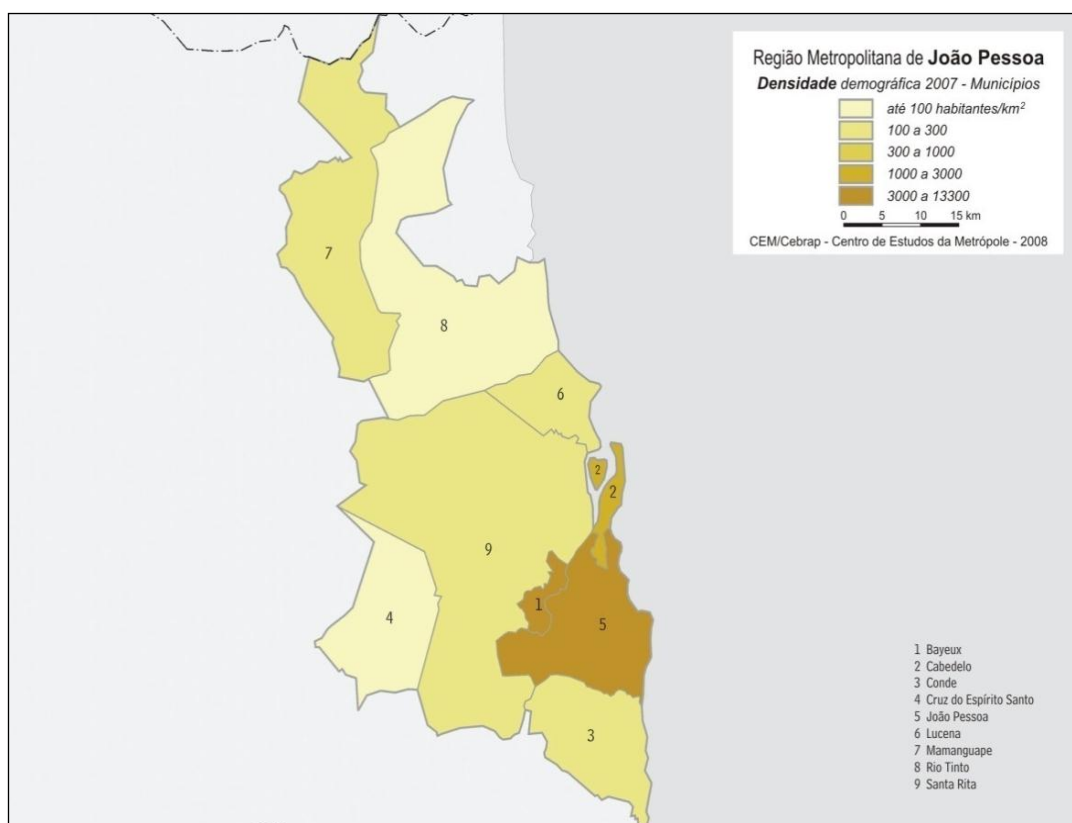 Região Metropolitana de João Pessoa
Densidade demográfica 2007 - Municípios
até 100 habitantes/km²
100 a 300
300 a 1000
1000 a 3000
3000 a 13300
0 5 10 15 km
CEM/Cebrap - Centro de Estudos da Metrópole - 2008
7
8
6
2
2
9
1
4
5
3
1 Bayeux
2 Cabedelo
3 Conde
4 Cruz do Espírito Santo
5 João Pessoa
6 Lucena
7 Mamanguape
8 Rio Tinto
9 Santa Rita